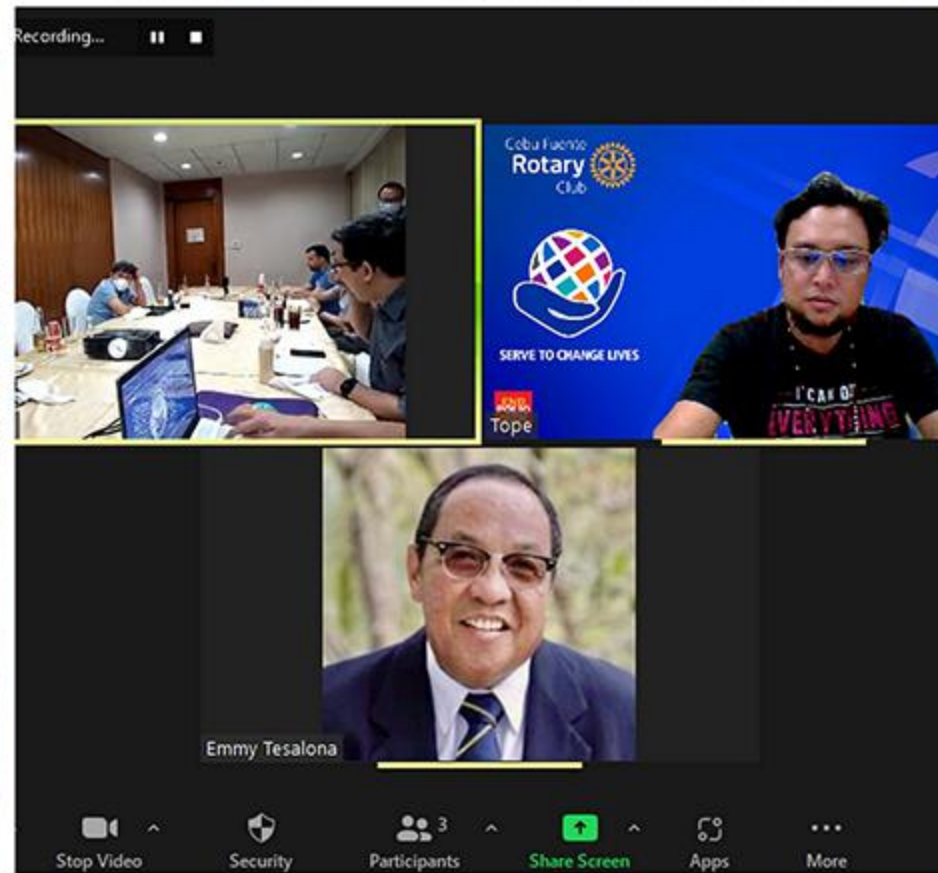 Recording...
Cebu Fuente
Rotary
Club
SERVE TO CHANGE LIVES
END
Tope
I CAN DO
EVERYTHING
Emmy Tesalona
3
Stop Video
Security
Participants
Share Screen
Apps
More